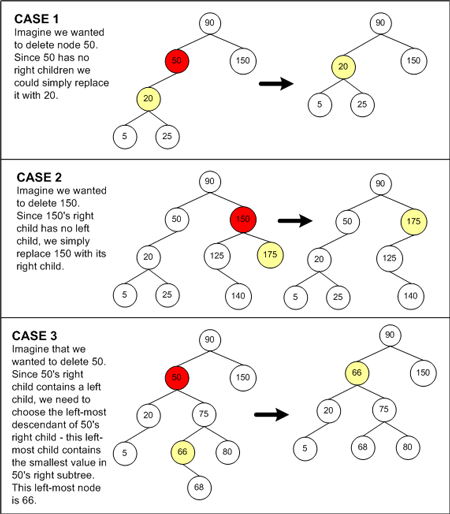 CASE 1
Imagine we wanted
to delete node 50.
Since 50 has no
right children we
could simply replace
it with 20.
90
50
150
20
5
25
90
20
150
5
25
CASE 2
Imagine we wanted
to delete 150.
Since 150's right
child has no left
child, we simply
replace 150 with its
right child.
90
50
150
20
125
175
5
25
140
90
50
175
20
125
5
25
140
CASE 3
Imagine that we
wanted to delete 50.
Since 50's right
child contains a left
child, we need to
choose the left-most
descendant of 50's
right child - this left-
most child contains
the smallest value in
50's right subtree.
This left-most node
is 66.
90
50
150
20
75
5
66
80
68
90
66
150
20
75
5
68
80